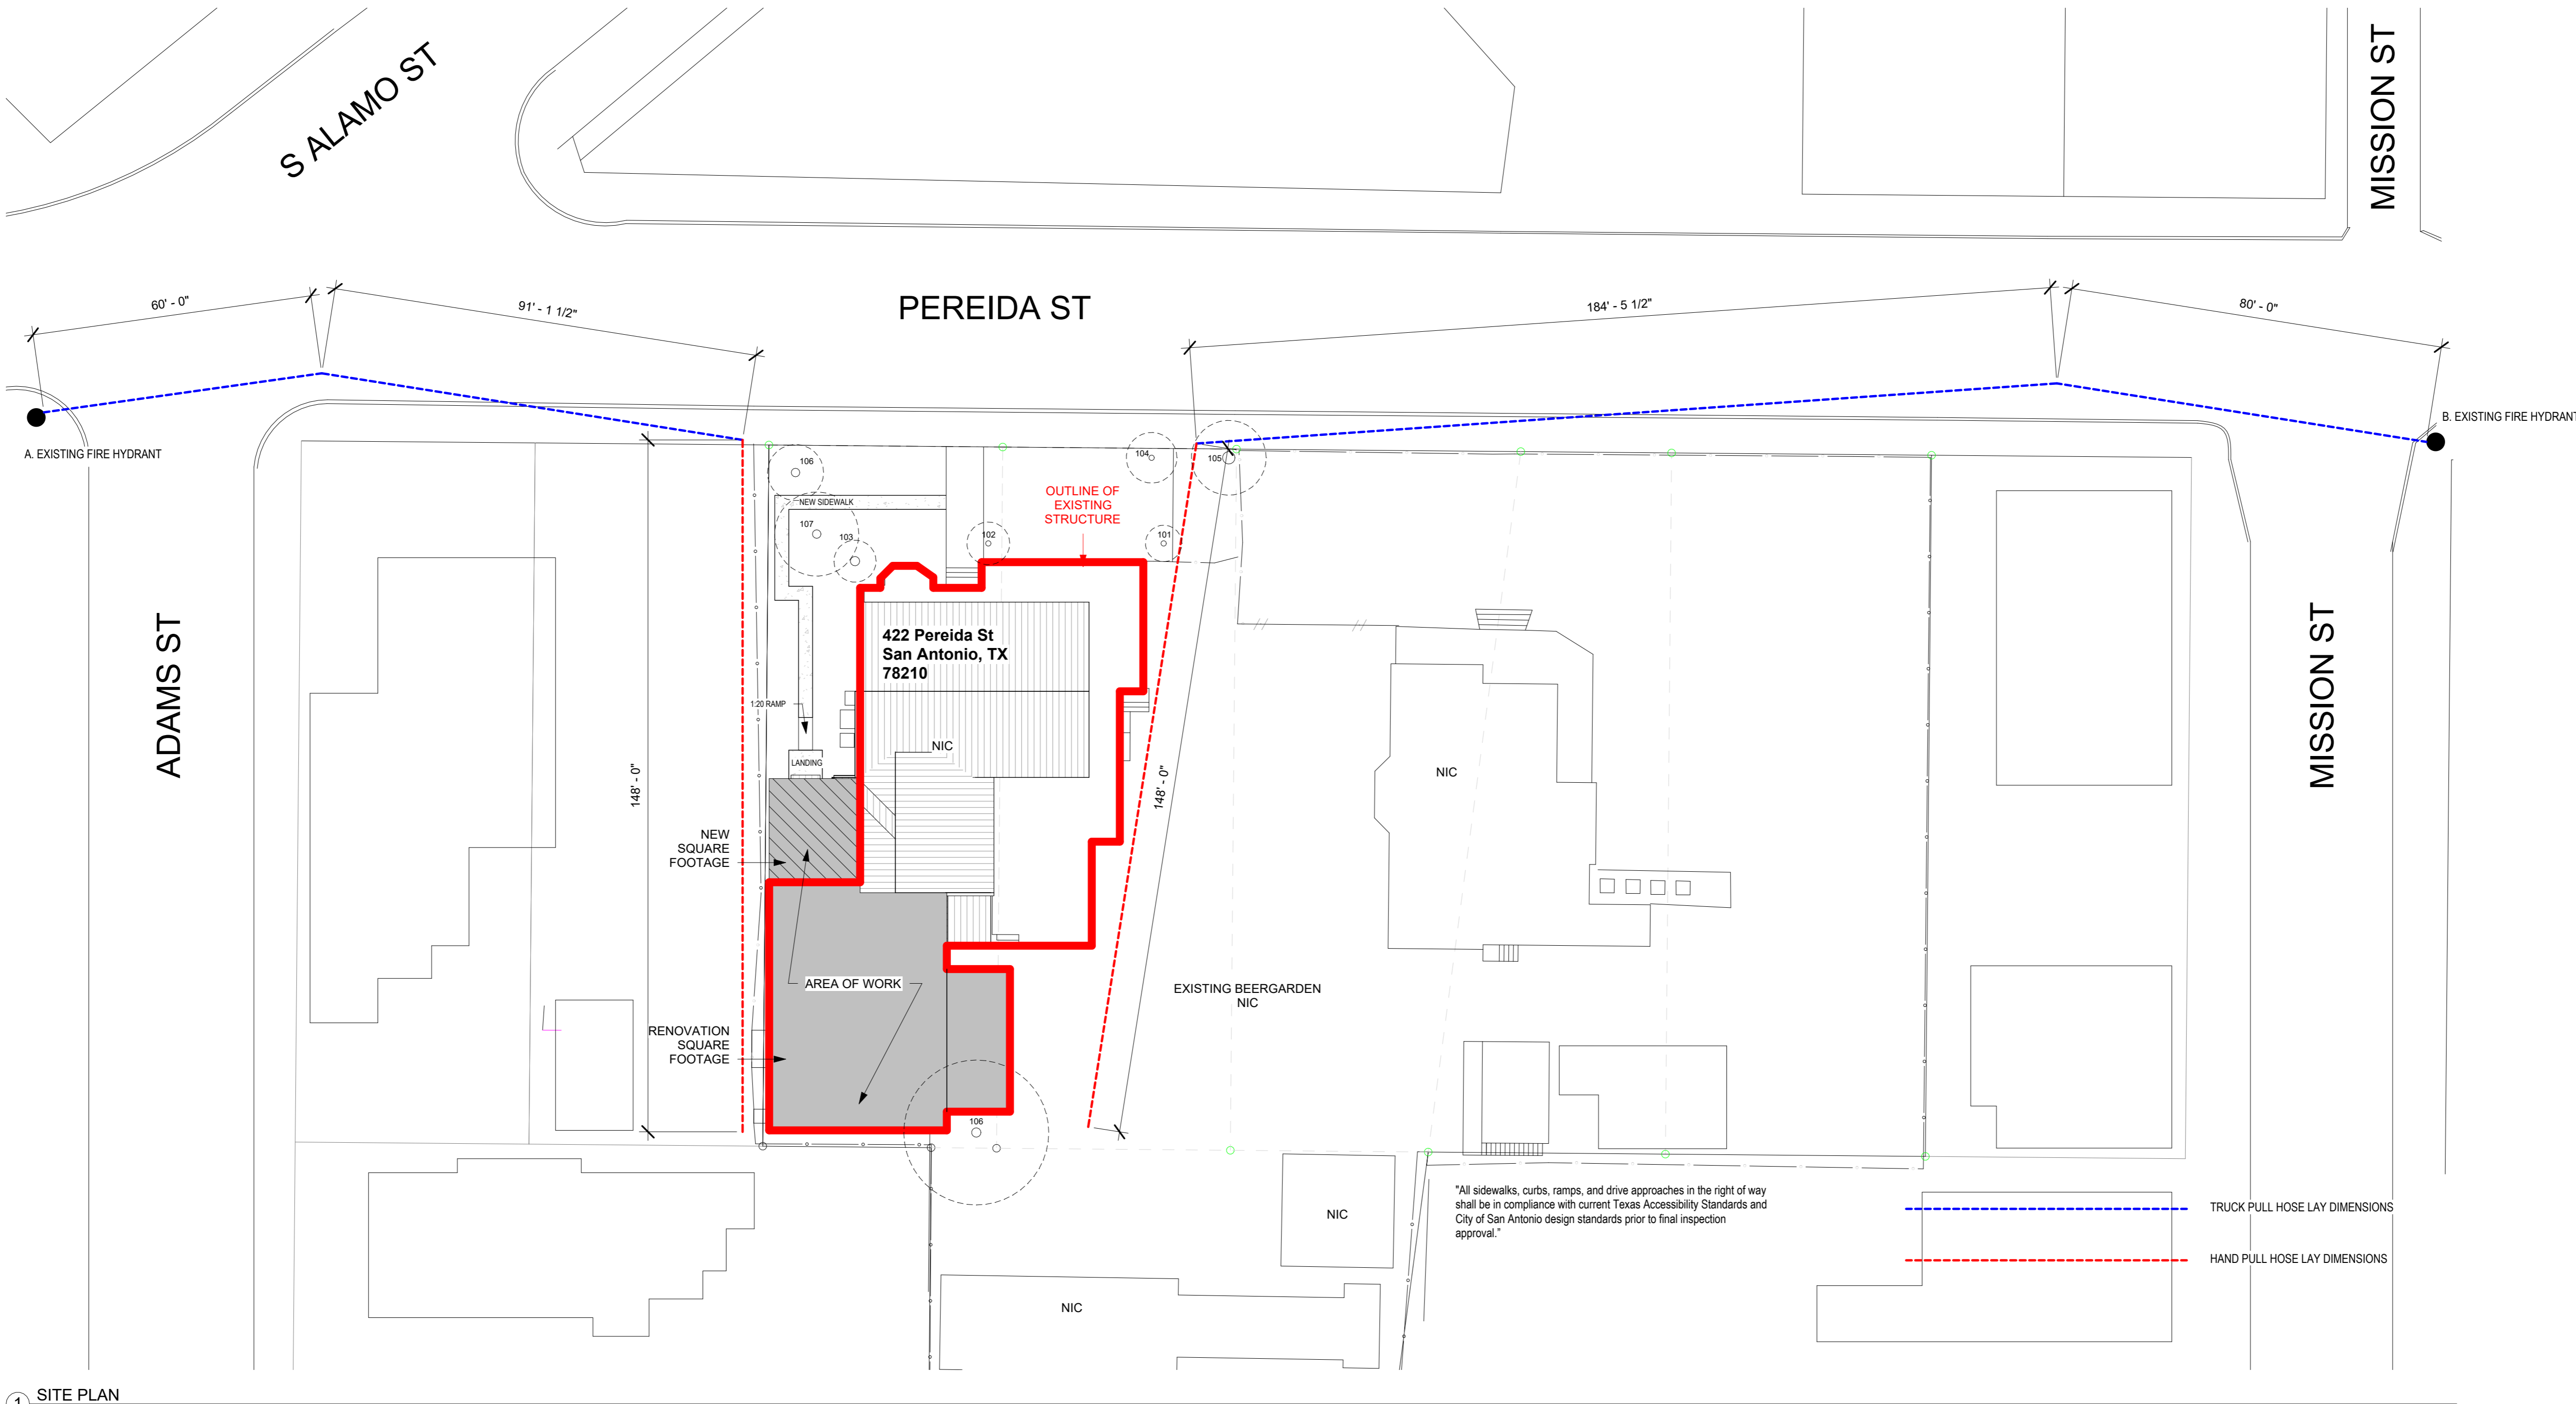 S ALAMO ST
MISSION ST
60' - 0"
91' - 1 1/2"
PEREIDA ST
184' - 5 1/2"
80' - 0"
A. EXISTING FIRE HYDRANT
B. EXISTING FIRE HYDRANT
106
104
105
NEW SIDEWALK
OUTLINE OF
EXISTING
STRUCTURE
107
103
102
101
422 Pereida St
San Antonio, TX
78210
ADAMS ST
MISSION ST
1:20 RAMP
NIC
LANDING
148' - 0"
148' - 0"
NIC
NEW
SQUARE
FOOTAGE
AREA OF WORK
EXISTING BEERGARDEN
NIC
RENOVATION
SQUARE
FOOTAGE
106
"All sidewalks, curbs, ramps, and drive approaches in the right of way
shall be in compliance with current Texas Accessibility Standards and
City of San Antonio design standards prior to final inspection
approval."
TRUCK PULL HOSE LAY DIMENSIONS
HAND PULL HOSE LAY DIMENSIONS
NIC
NIC
1 SITE PLAN